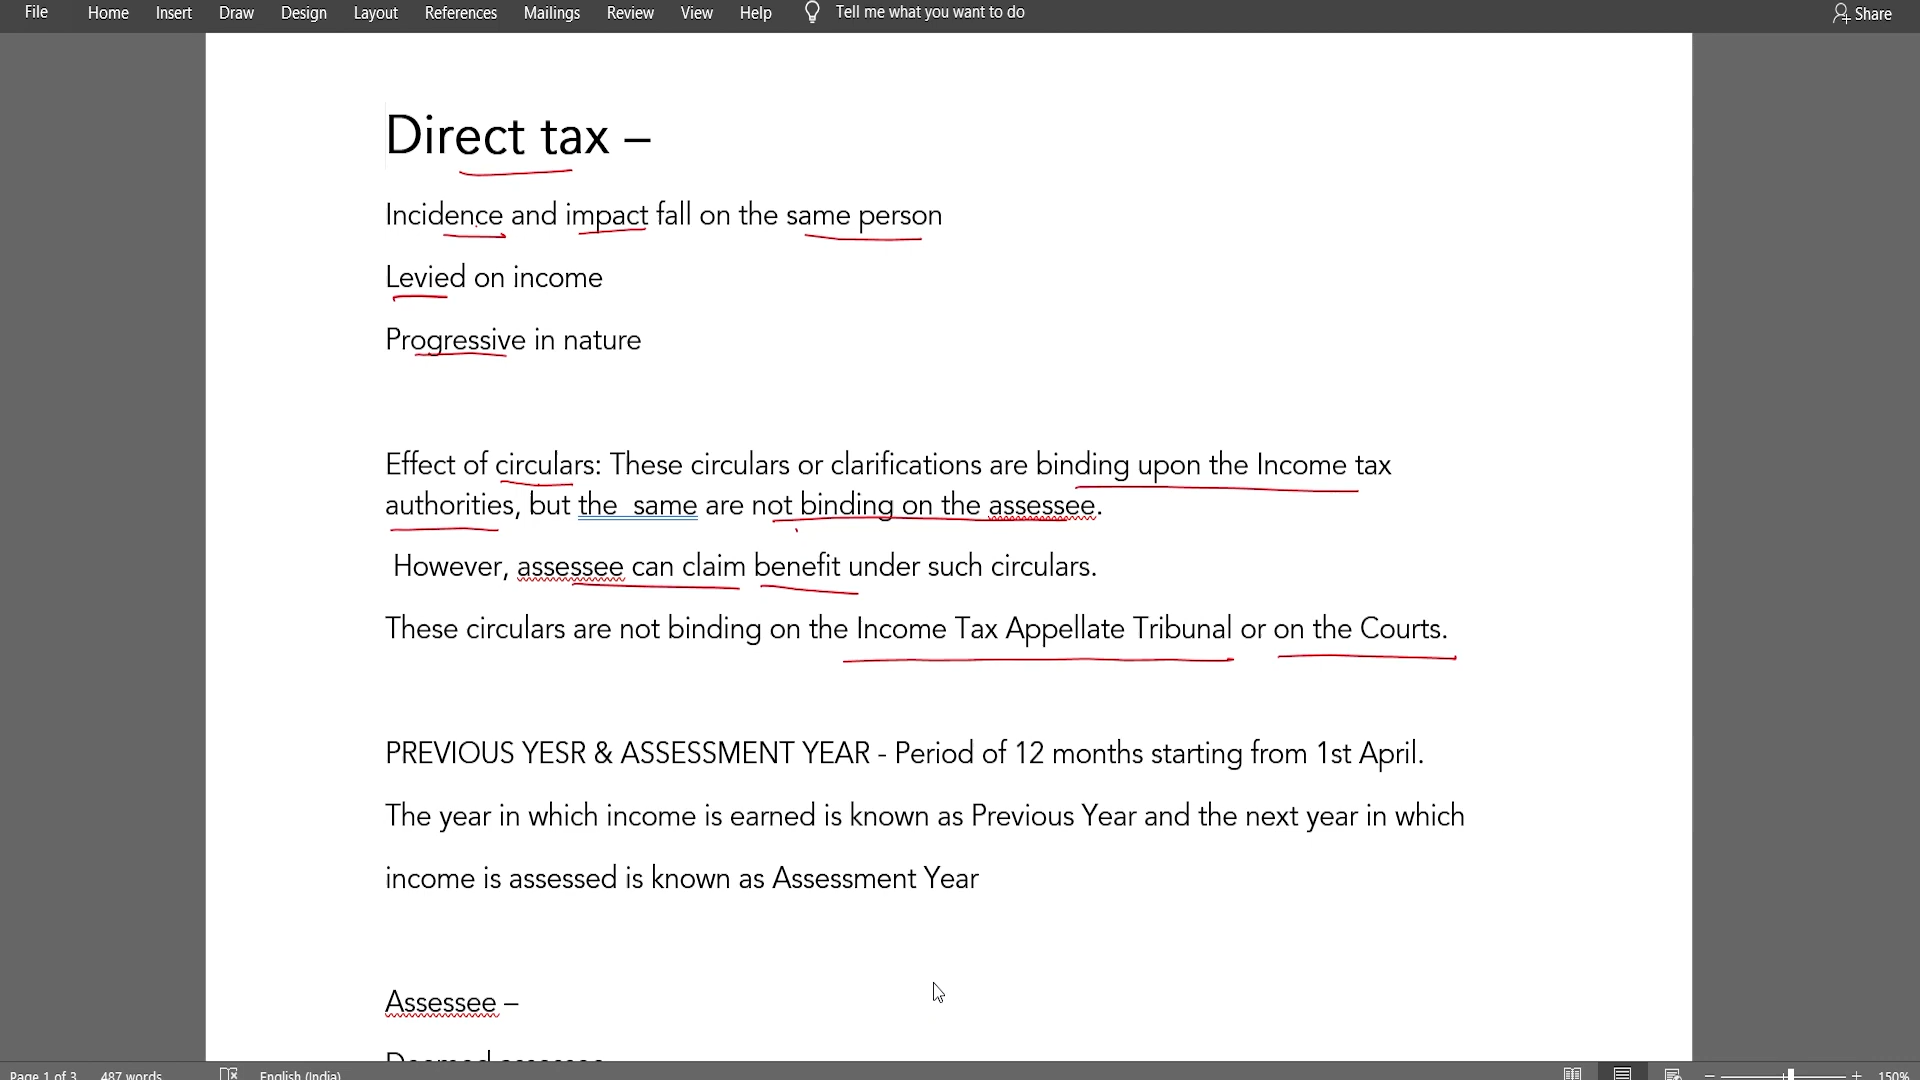 File Home Insert Draw Design Layout References Mailings Review View Help Tell me what you want to do Share
Direct tax –
Incidence and impact fall on the same person
Levied on income
Progressive in nature
Effect of circulars: These circulars or clarifications are binding upon the Income tax
authorities, but the  same are not binding on the assessee.
However, assessee can claim benefit under such circulars.
These circulars are not binding on the Income Tax Appellate Tribunal or on the Courts.
PREVIOUS YESR & ASSESSMENT YEAR - Period of 12 months starting from 1st April.
The year in which income is earned is known as Previous Year and the next year in which
income is assessed is known as Assessment Year
Assessee –
Deemed assessee
Page 1 of 3 487 words English (India) 150%